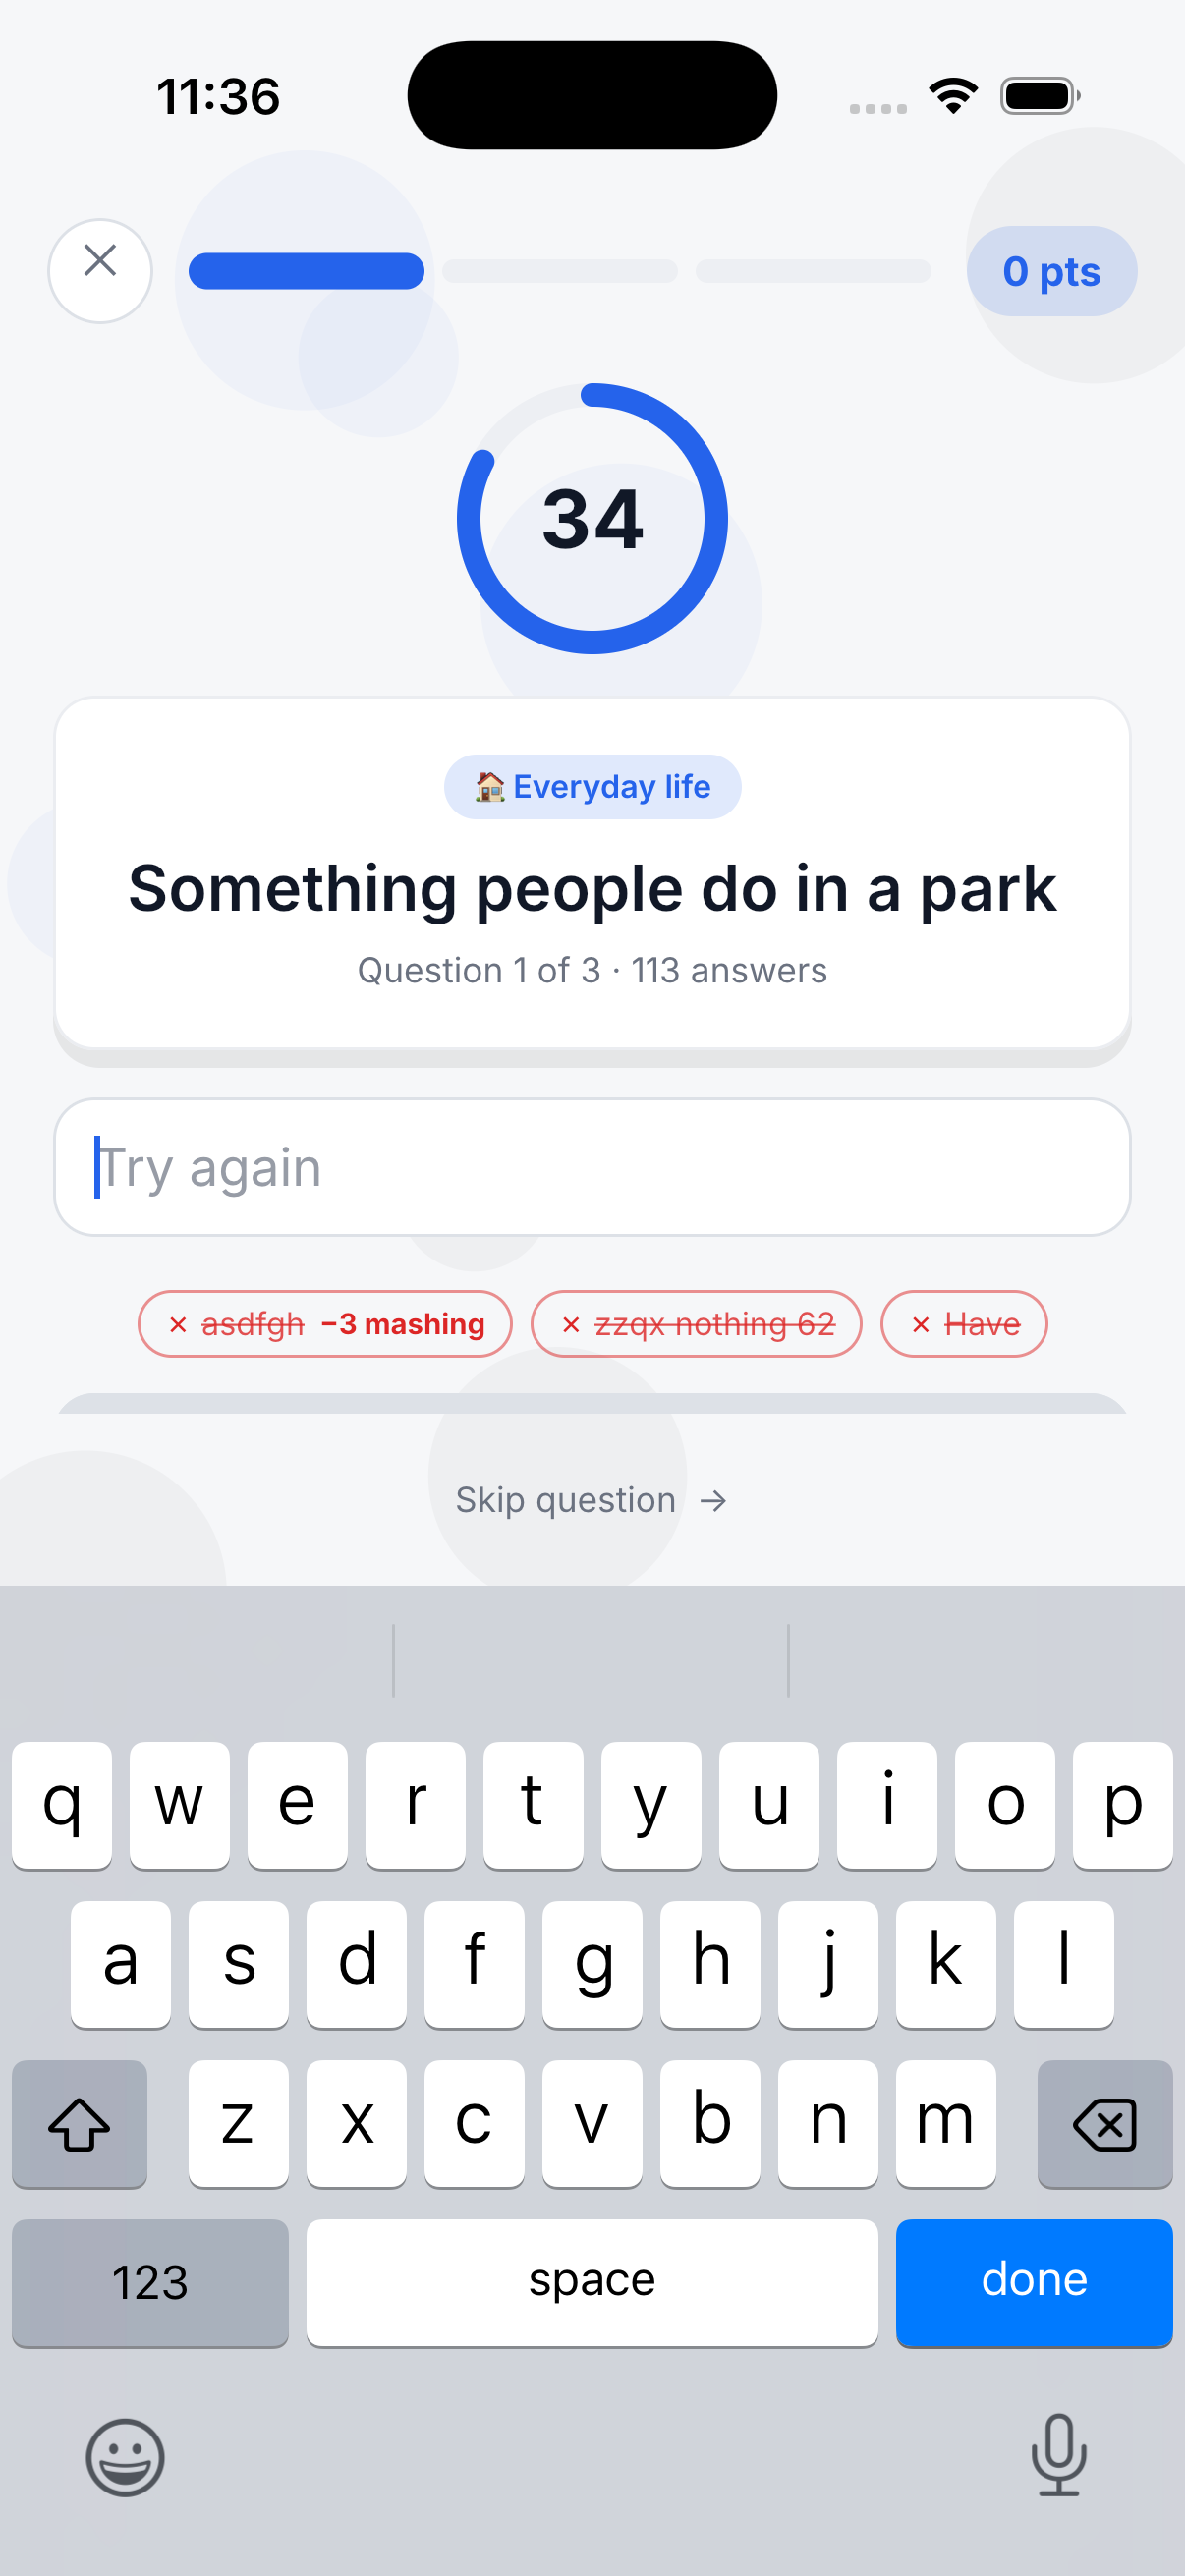 11:36
0 pts
34
🏠 Everyday life
Something people do in a park
Question 1 of 3 · 113 answers
Try again
× asdfgh −3 mashing × zzqx nothing 62 × Have
Skip question →
q w e r t y u i o p
a s d f g h j k l
z x c v b n m
123 space done